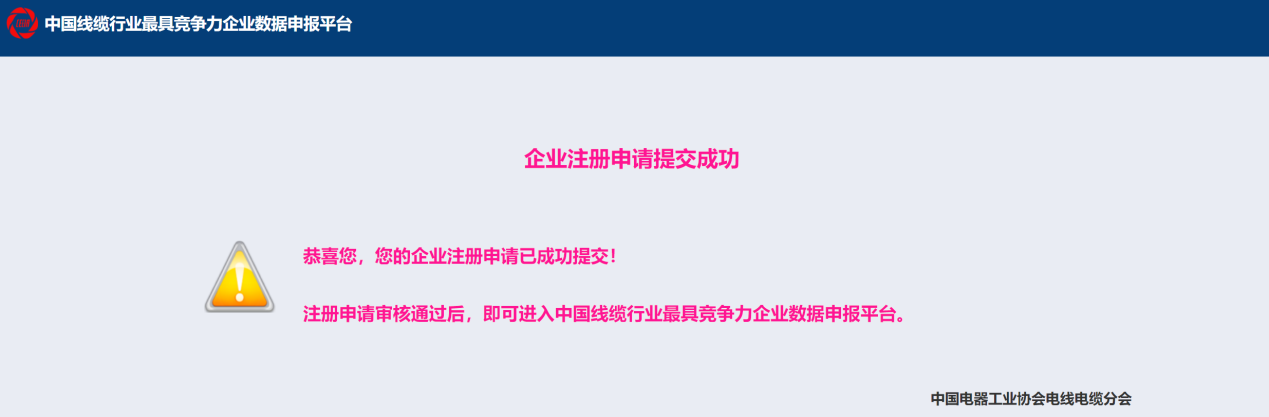 中国线缆行业最具竞争力企业数据申报平台
企业注册申请提交成功
恭喜您，您的企业注册申请已成功提交！
注册申请审核通过后，即可进入中国线缆行业最具竞争力企业数据申报平台。
中国电器工业协会电线电缆分会